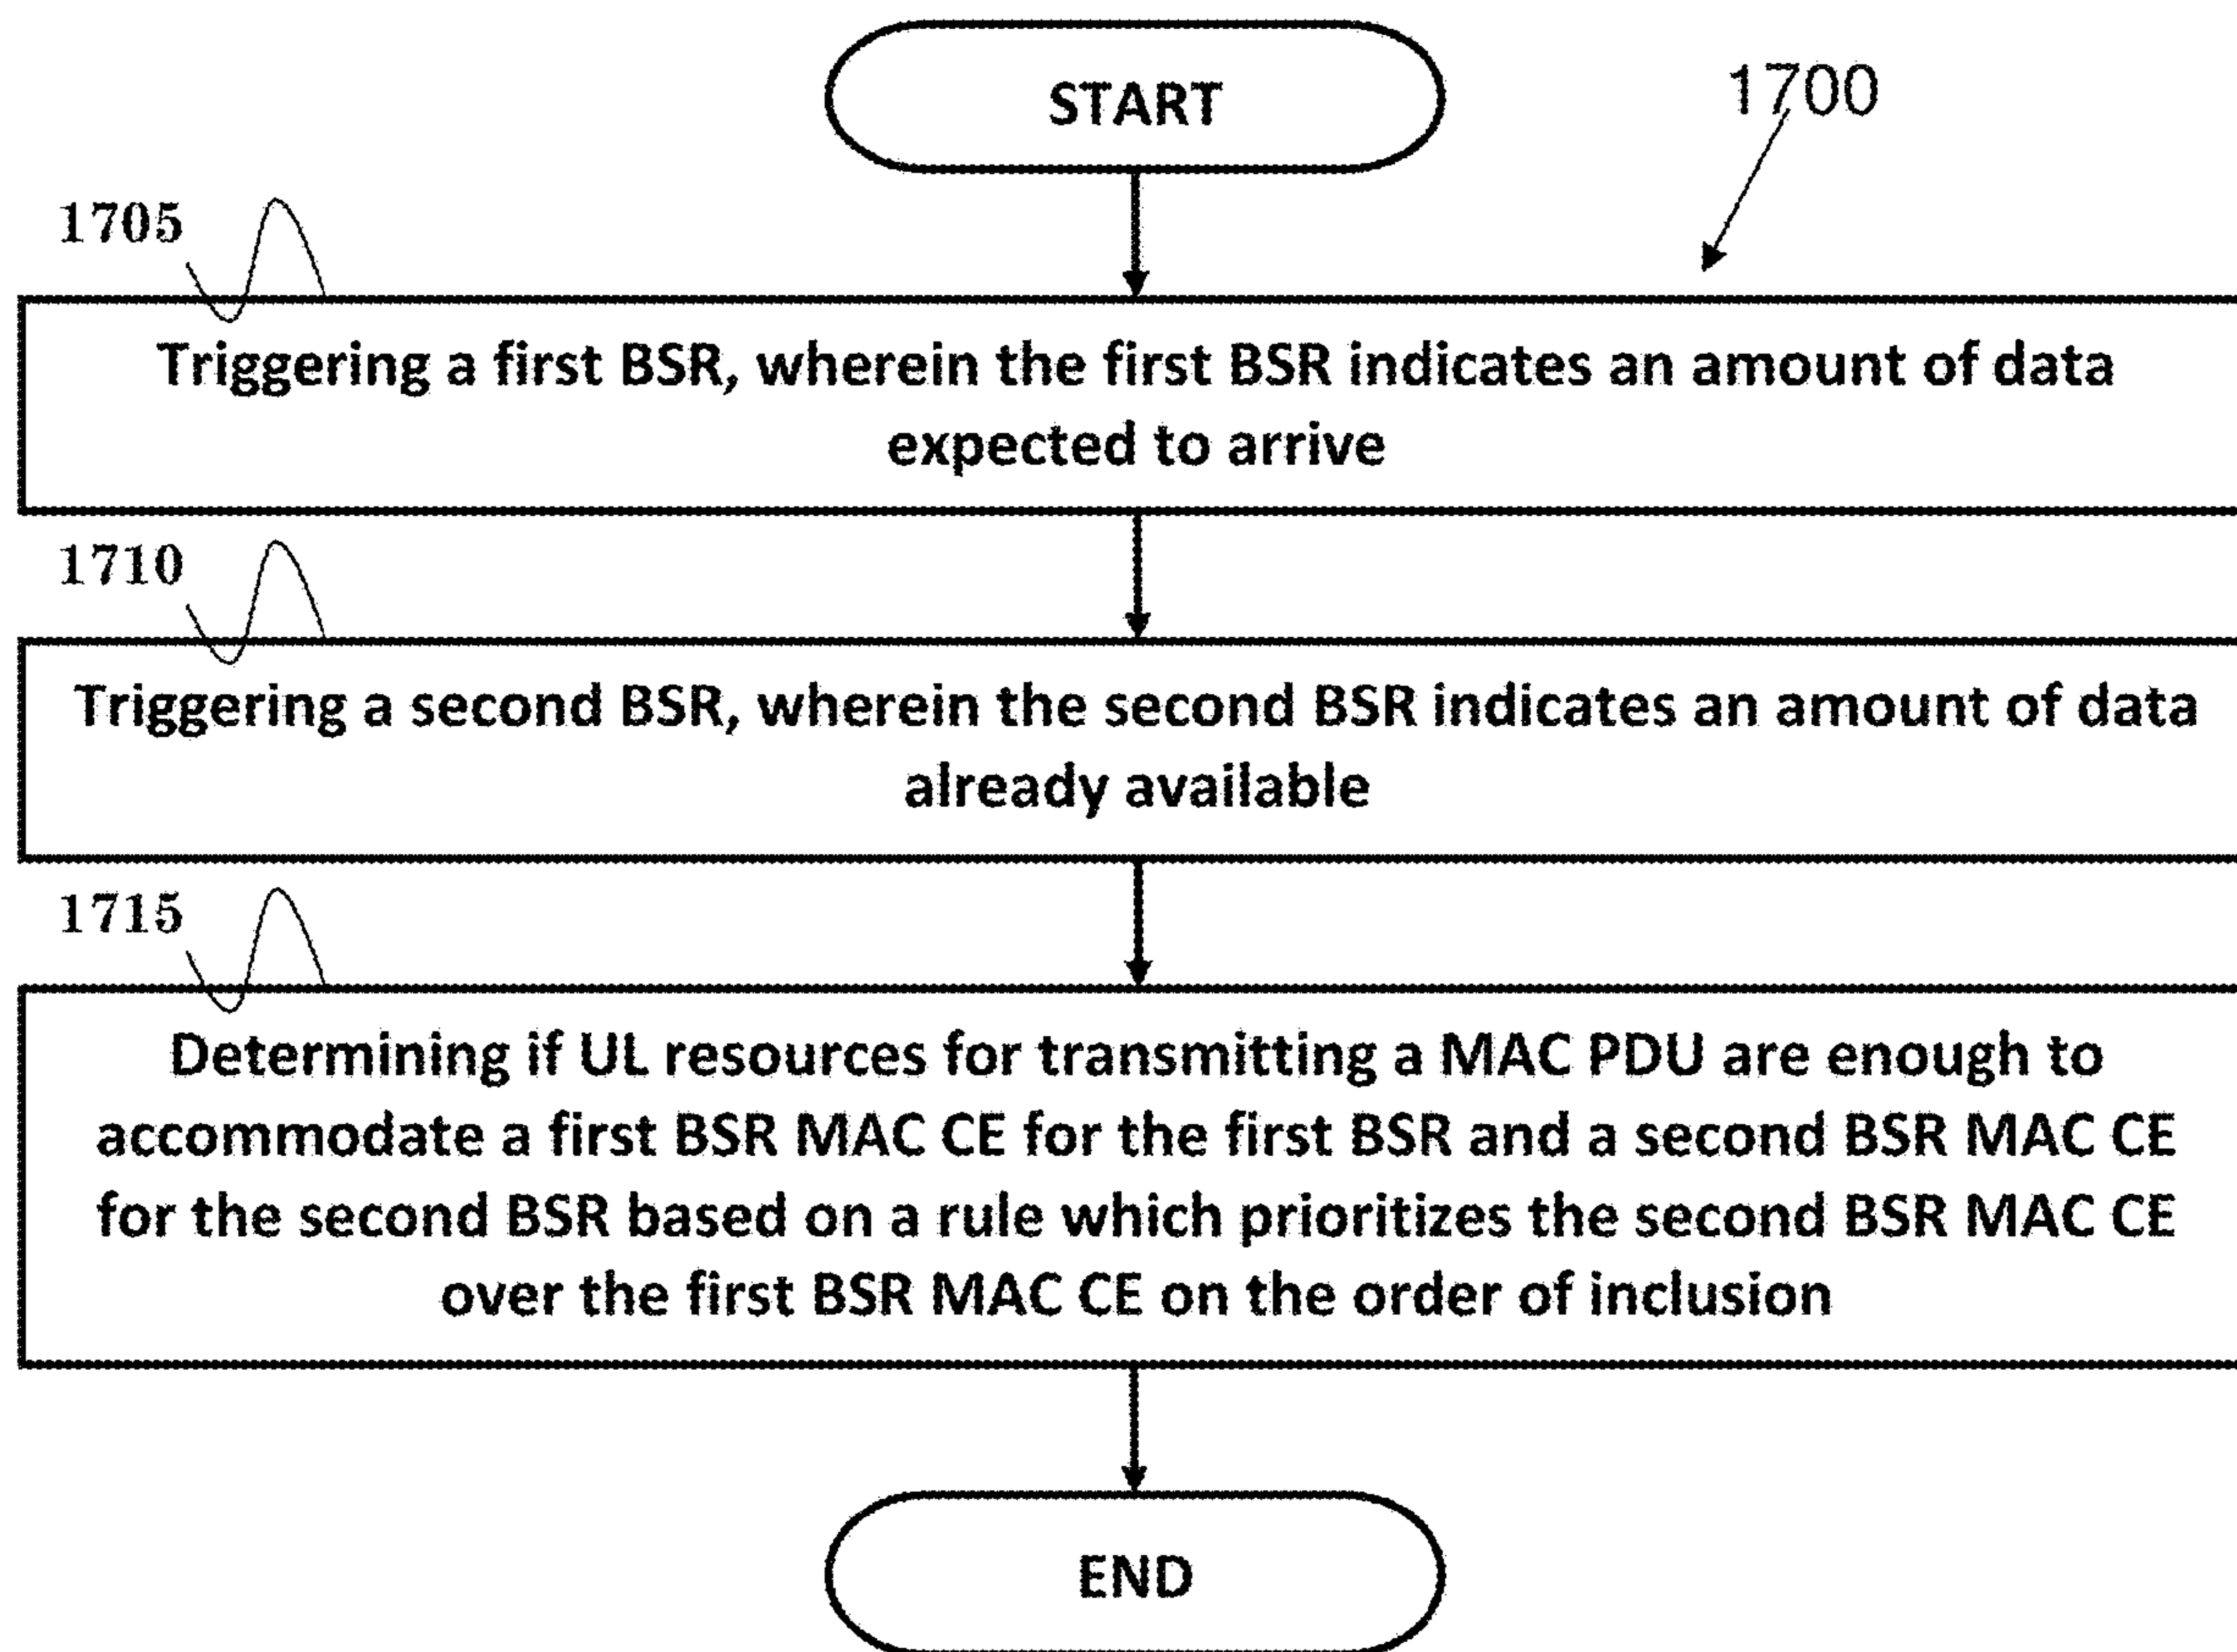 START
1700
1705
Triggering a first BSR, wherein the first BSR indicates an amount of data
expected to arrive
1710
Triggering a second BSR, wherein the second BSR indicates an amount of data
already available
1715
Determining if UL resources for transmitting a MAC PDU are enough to
accommodate a first BSR MAC CE for the first BSR and a second BSR MAC CE
for the second BSR based on a rule which prioritizes the second BSR MAC CE
over the first BSR MAC CE on the order of inclusion
END